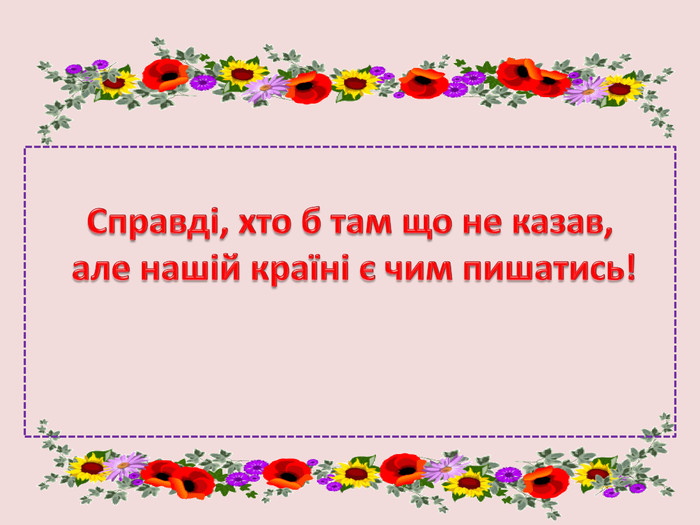 Справді, хто б там що не казав,
але нашій країні є чим пишатись!